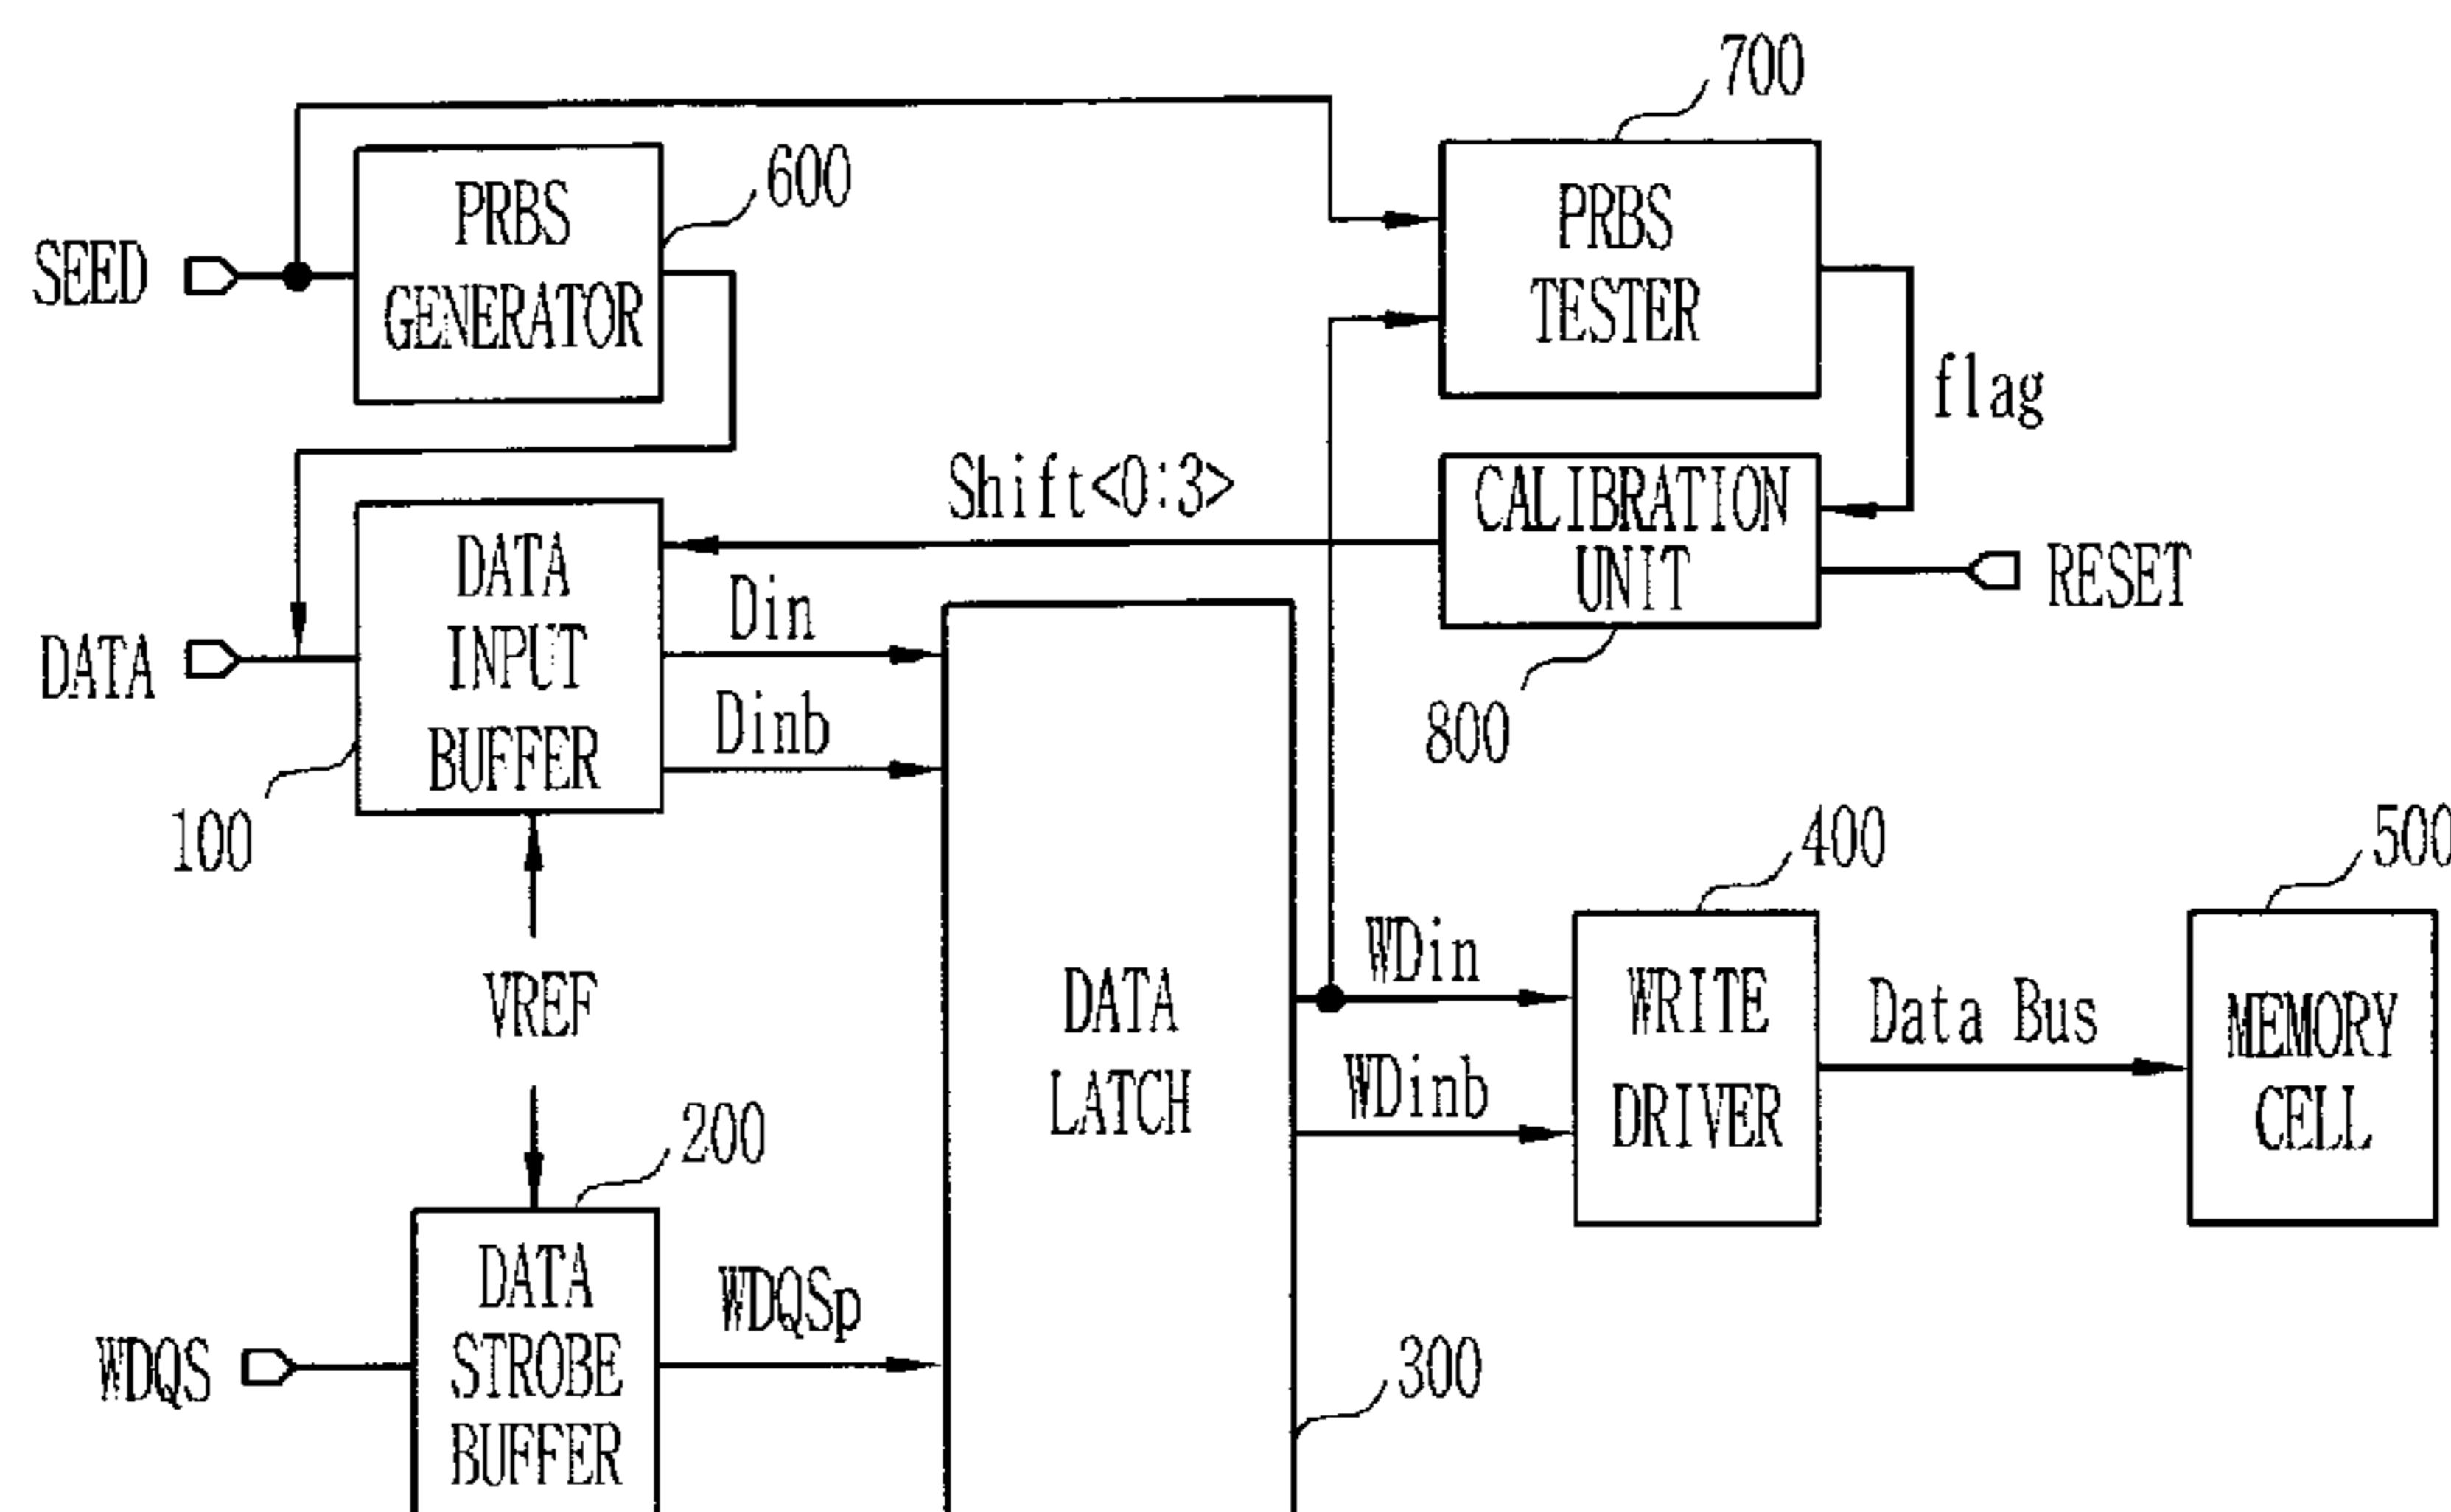 700
600
PRBS
GENERATOR
SEED
PRBS
TESTER
flag
Shift<0:3>
CALIBRATION
UNIT
RESET
800
DATA
DATA
INPUT
BUFFER
100
Din
Dinb
VREF
400
500
WDin
WDinb
DATA
LATCH
WRITE
DRIVER
Data Bus
MEMORY
CELL
200
WDQS
DATA
STROBE
BUFFER
WDQSp
300